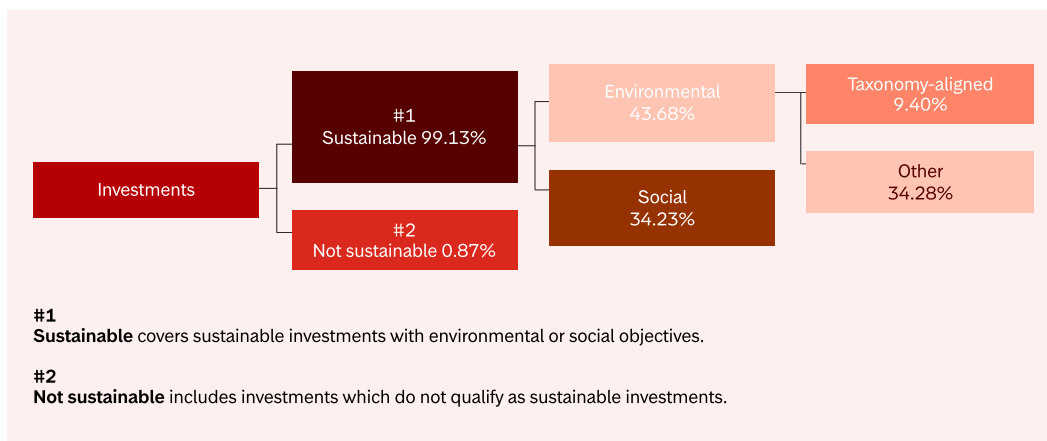 Investments
#1
Sustainable 99.13%
#2
Not sustainable 0.87%
Environmental
43.68%
Social
34.23%
Taxonomy-aligned
9.40%
Other
34.28%
#1
Sustainable covers sustainable investments with environmental or social objectives.
#2
Not sustainable includes investments which do not qualify as sustainable investments.